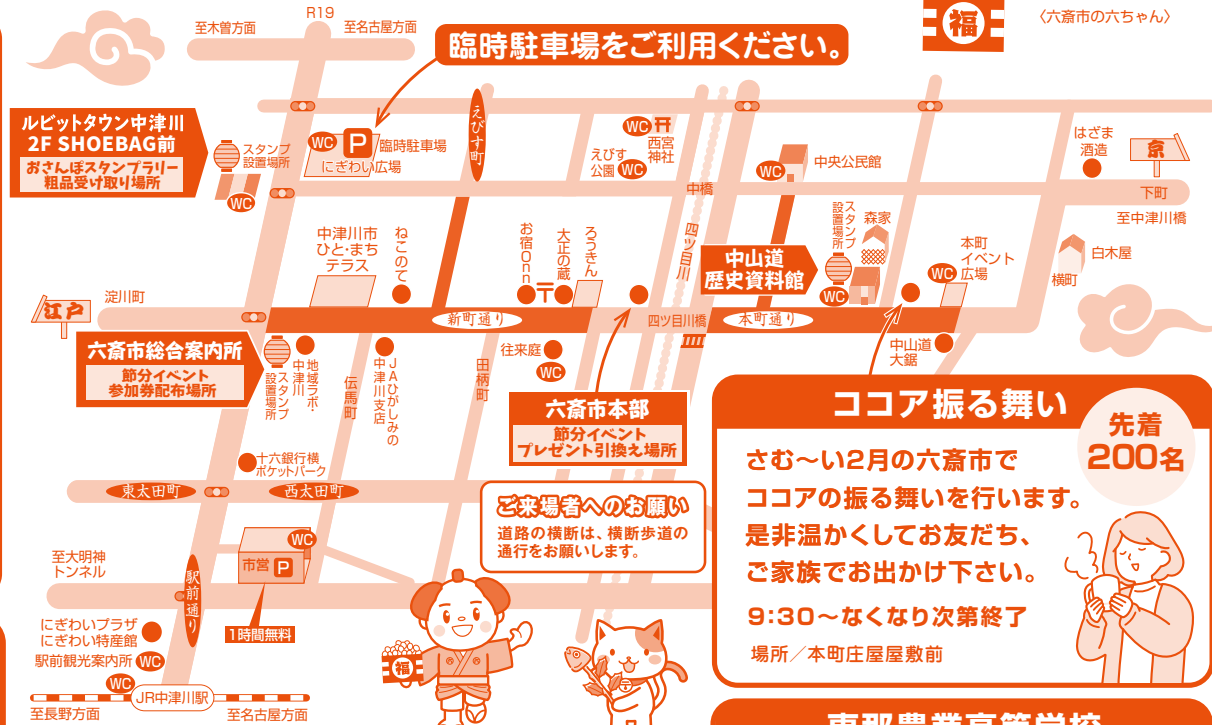 R19
至木曽方面
至名古屋方面
臨時駐車場をご利用ください。
福
〈六斎市の六ちゃん〉
ルビットタウン中津川
2F SHOEBAG前
おさんぽスタンプラリー
粗品受け取り場所
スタンプ
設置場所
WC
WC
P
臨時駐車場
にぎわい広場
えびす町
えびす
公園
WC
WC
西宮
神社
中橋
WC
中央公民館
はざま
酒造
京
下町
至中津川橋
中津川市
ひと・まち
テラス
ねこのて
お宿Onn
大正の蔵
ろうきん
四ツ目川
中山道
歴史資料館
スタンプ
設置場所
WC
森家
本町
イベント
広場
WC
白木屋
横町
江戸
淀川町
新町通り
四ツ目川橋
本町通り
六斎市総合案内所
節分イベント
参加券配布場所
スタンプ
設置場所
地域ラボ・
中津川
伝馬町
JAひがしみの
中津川支店
田柄町
往来庭
WC
六斎市本部
節分イベント
プレゼント引換え場所
中山道
大鋸
十六銀行横
ポケットパーク
東太田町
西太田町
ご来場者へのお願い
道路の横断は、横断歩道の
通行をお願いします。
至大明神
トンネル
市営
P
WC
1時間無料
駅前通り
にぎわいプラザ
にぎわい特産館
駅前観光案内所
WC
WC
JR中津川駅
至長野方面
至名古屋方面
福
ココア振る舞い
先着
200名
さむ〜い2月の六斎市で
ココアの振る舞いを行います。
是非温かくしてお友だち、
ご家族でお出かけ下さい。
9:30〜なくなり次第終了
場所／本町庄屋屋敷前
恵那農業高等学校